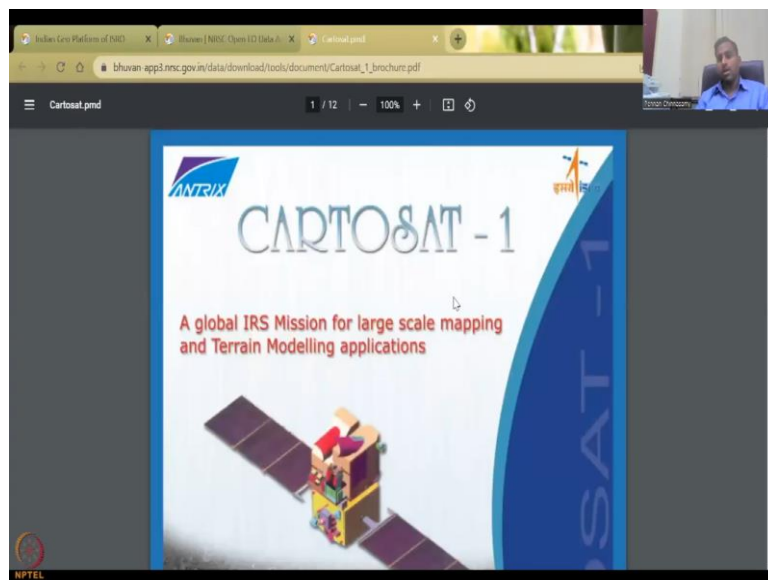 Indian Geo Platform of ISRO
Bhuvan | NRSC Open EO Data Ar
Cartosat.pmd
bhuvan-app3.nrsc.gov.in/data/download/tools/document/Cartosat_1_brochure.pdf
Cartosat.pmd
1 / 12
100%
ANTRIX
इसरो isro
CARTOSAT - 1
A global IRS Mission for large scale mapping
and Terrain Modelling applications
NPTEL